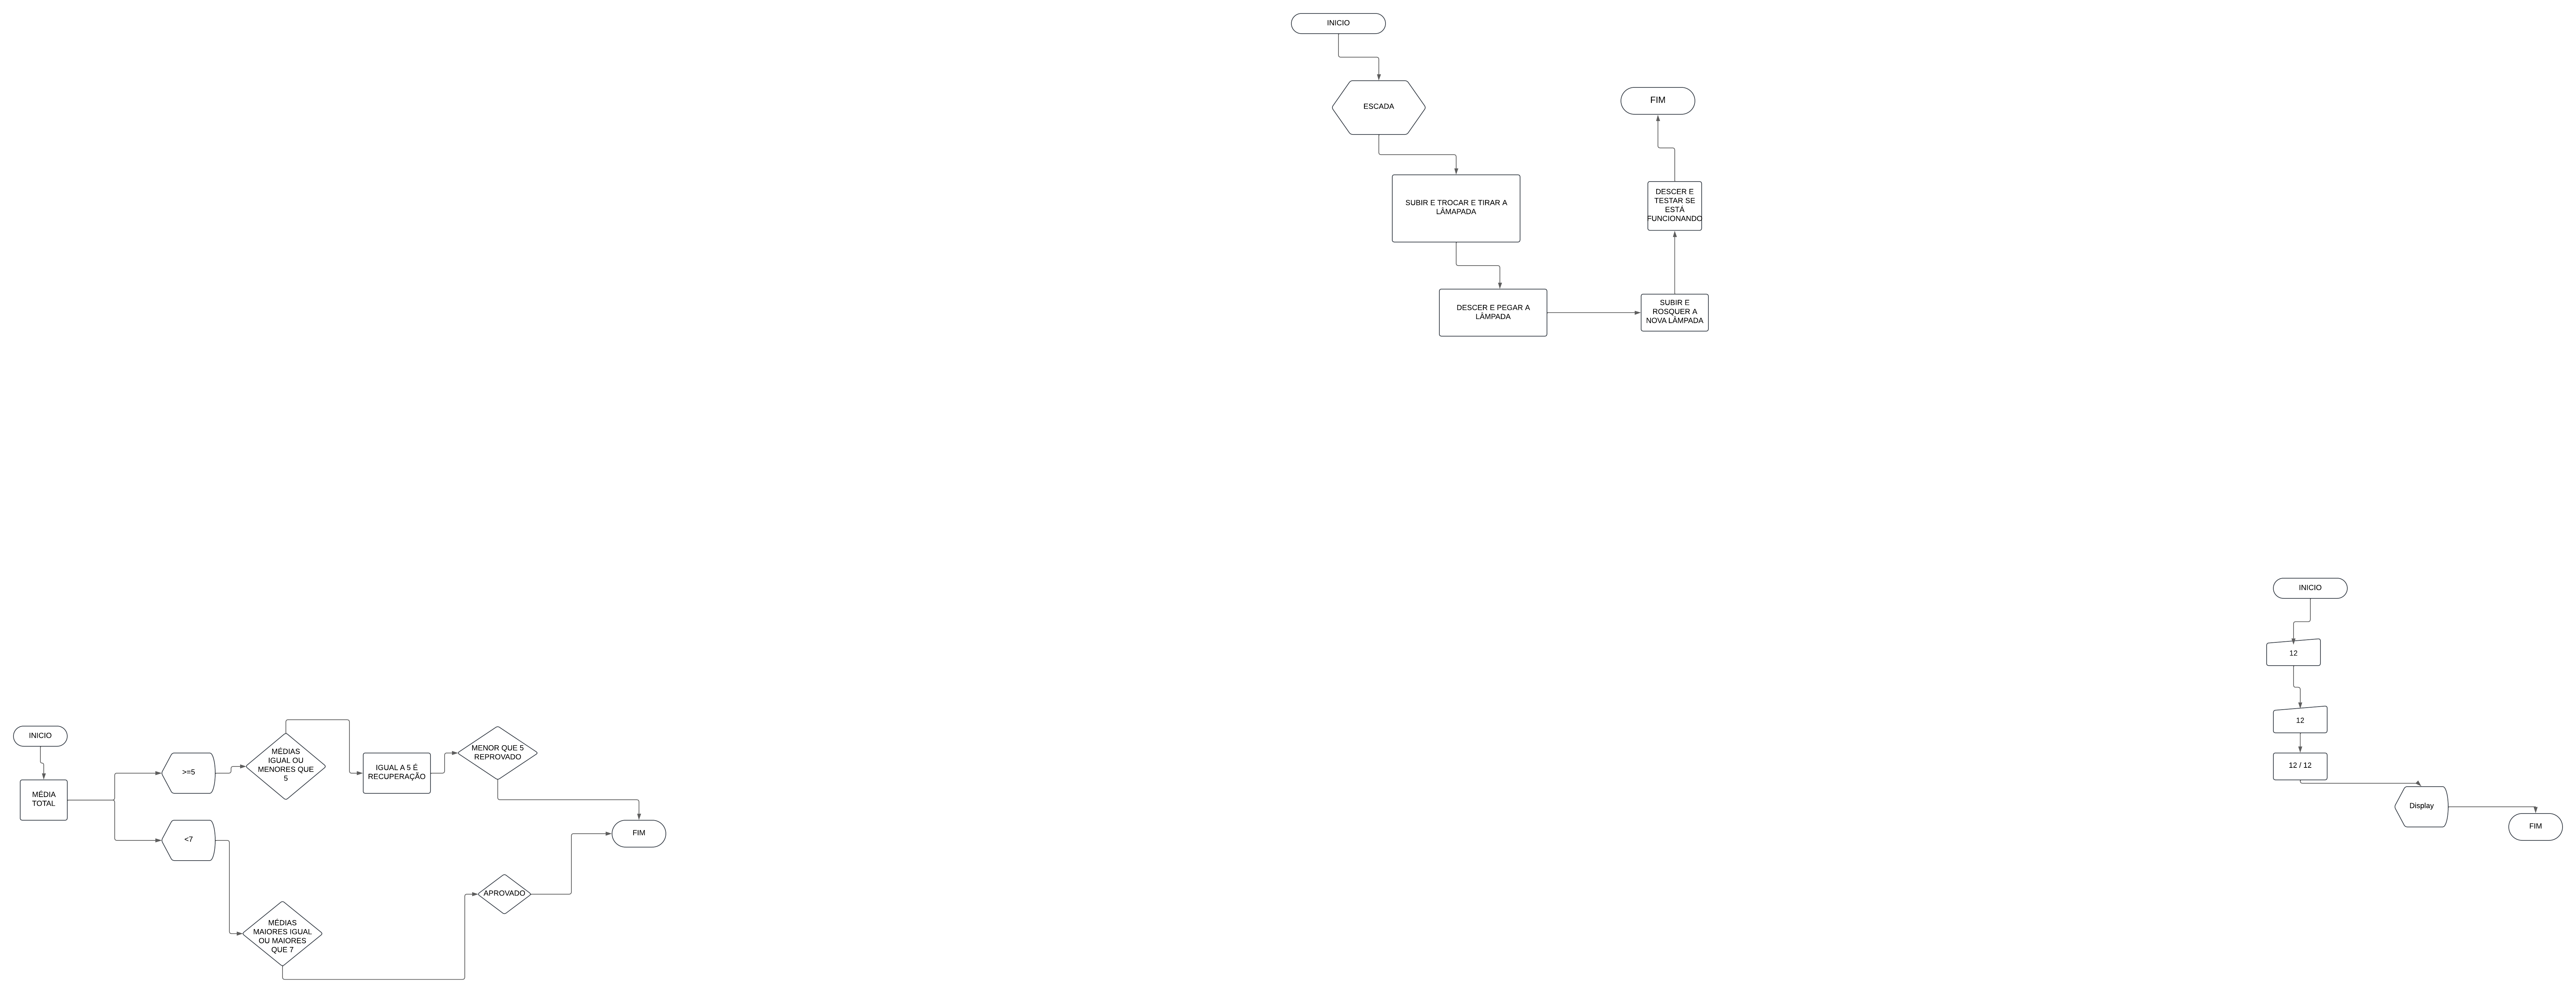 INICIO
ESCADA
SUBIR E TROCAR E TIRAR A
LÂMAPADA
DESCER E PEGAR A
LÂMPADA
SUBIR E
ROSQUER A
NOVA LÂMPADA
DESCER E
TESTAR SE
ESTÁ
FUNCIONANDO
FIM
INICIO
MÉDIA
TOTAL
>=5
MÉDIAS
IGUAL OU
MENORES QUE
5
IGUAL A 5 É
RECUPERAÇÃO
MENOR QUE 5
REPROVADO
<7
MÉDIAS
MAIORES IGUAL
OU MAIORES
QUE 7
APROVADO
FIM
INICIO
12
12
12 / 12
Display
FIM